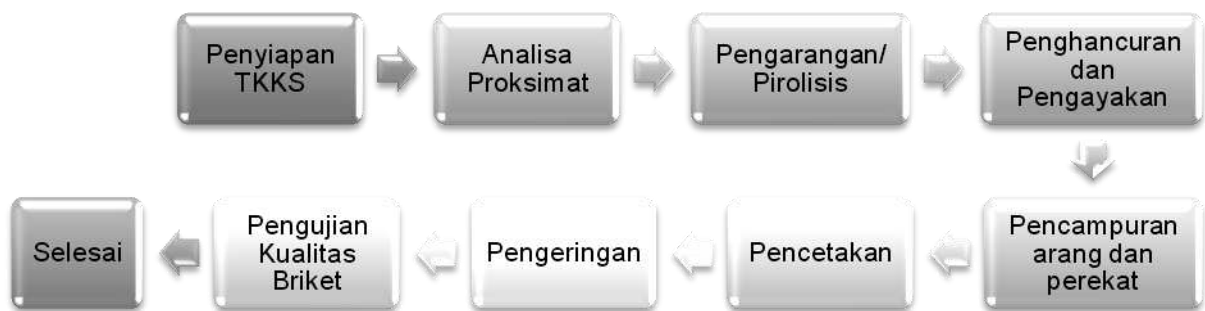 Penyiapan
TKKS
Analisa
Proksimat
Pengarangan/
Pirolisis
Penghancuran
dan
Pengayakan
Pencampuran
arang dan
perekat
Pencetakan
Pengeringan
Pengujian
Kualitas
Briket
Selesai